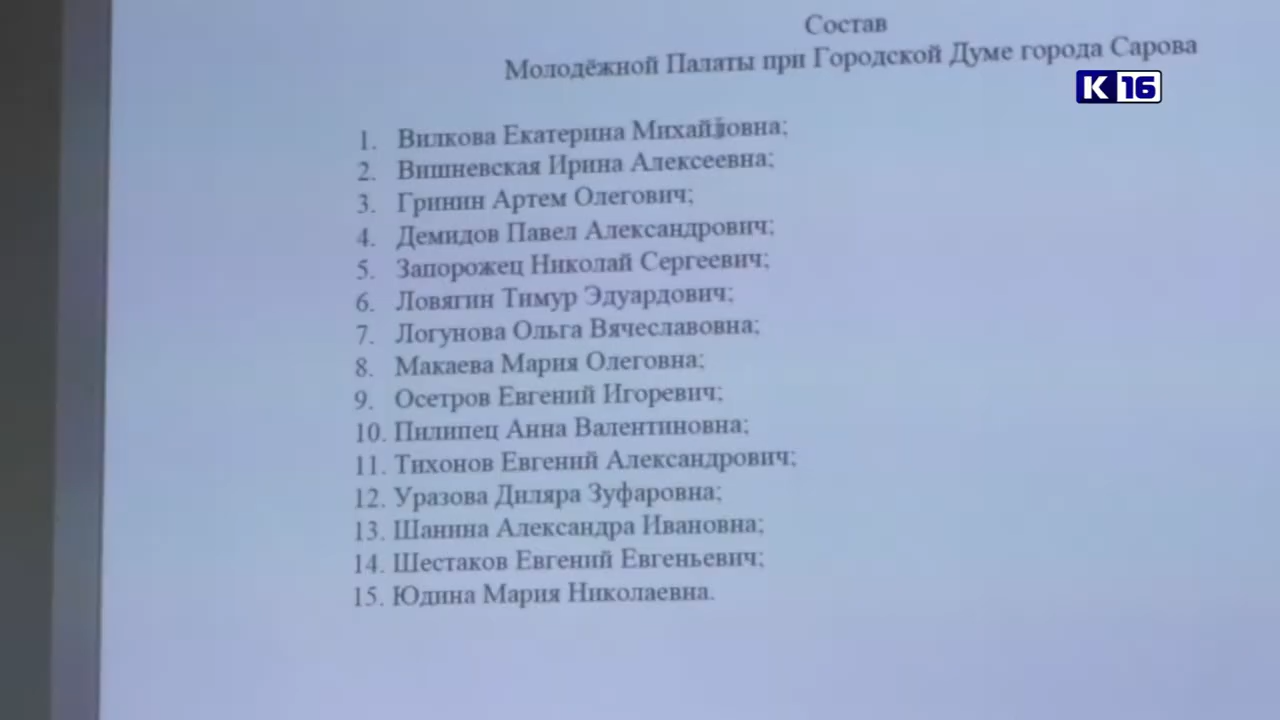 Состав
Молодёжной Палаты при Городской Думе города Сарова
К 16
1. Вилкова Екатерина Михайловна;
2. Вишневская Ирина Алексеевна;
3. Гринин Артем Олегович;
4. Демидов Павел Александрович;
5. Запорожец Николай Сергеевич;
6. Ловягин Тимур Эдуардович;
7. Логунова Ольга Вячеславовна;
8. Макаева Мария Олеговна;
9. Осетров Евгений Игоревич;
10. Пилипец Анна Валентиновна;
11. Тихонов Евгений Александрович;
12. Уразова Диляра Зуфаровна;
13. Шанина Александра Ивановна;
14. Шестаков Евгений Евгеньевич;
15. Юдина Мария Николаевна.